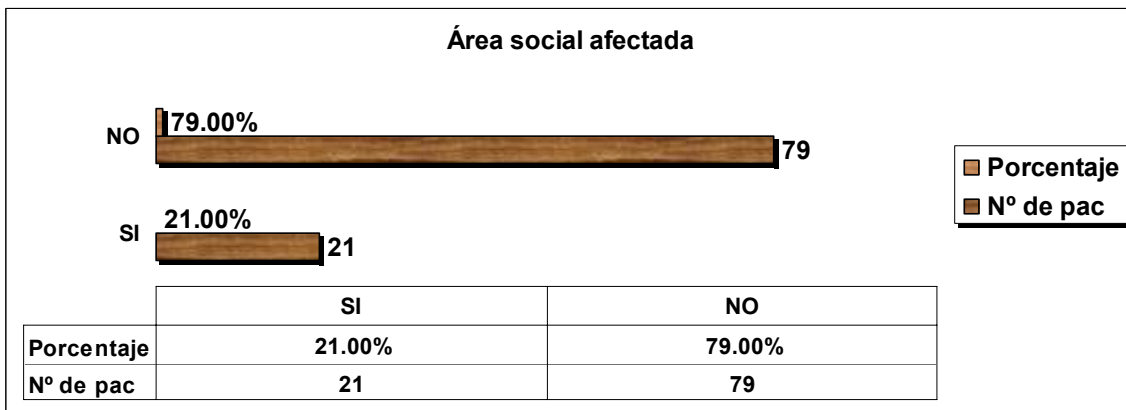 Área social afectada
NO
79.00%
79
SI
21.00%
21
Porcentaje
Nº de pac
SI NO
Porcentaje 21.00% 79.00%
Nº de pac 21 79